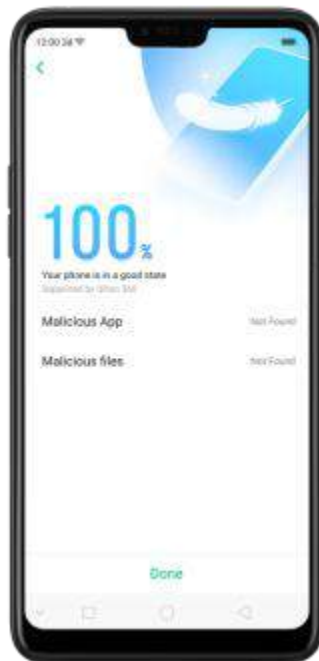 100%
Your phone is in a good state
Malicious App Not Found
Malicious files Not Found
Done